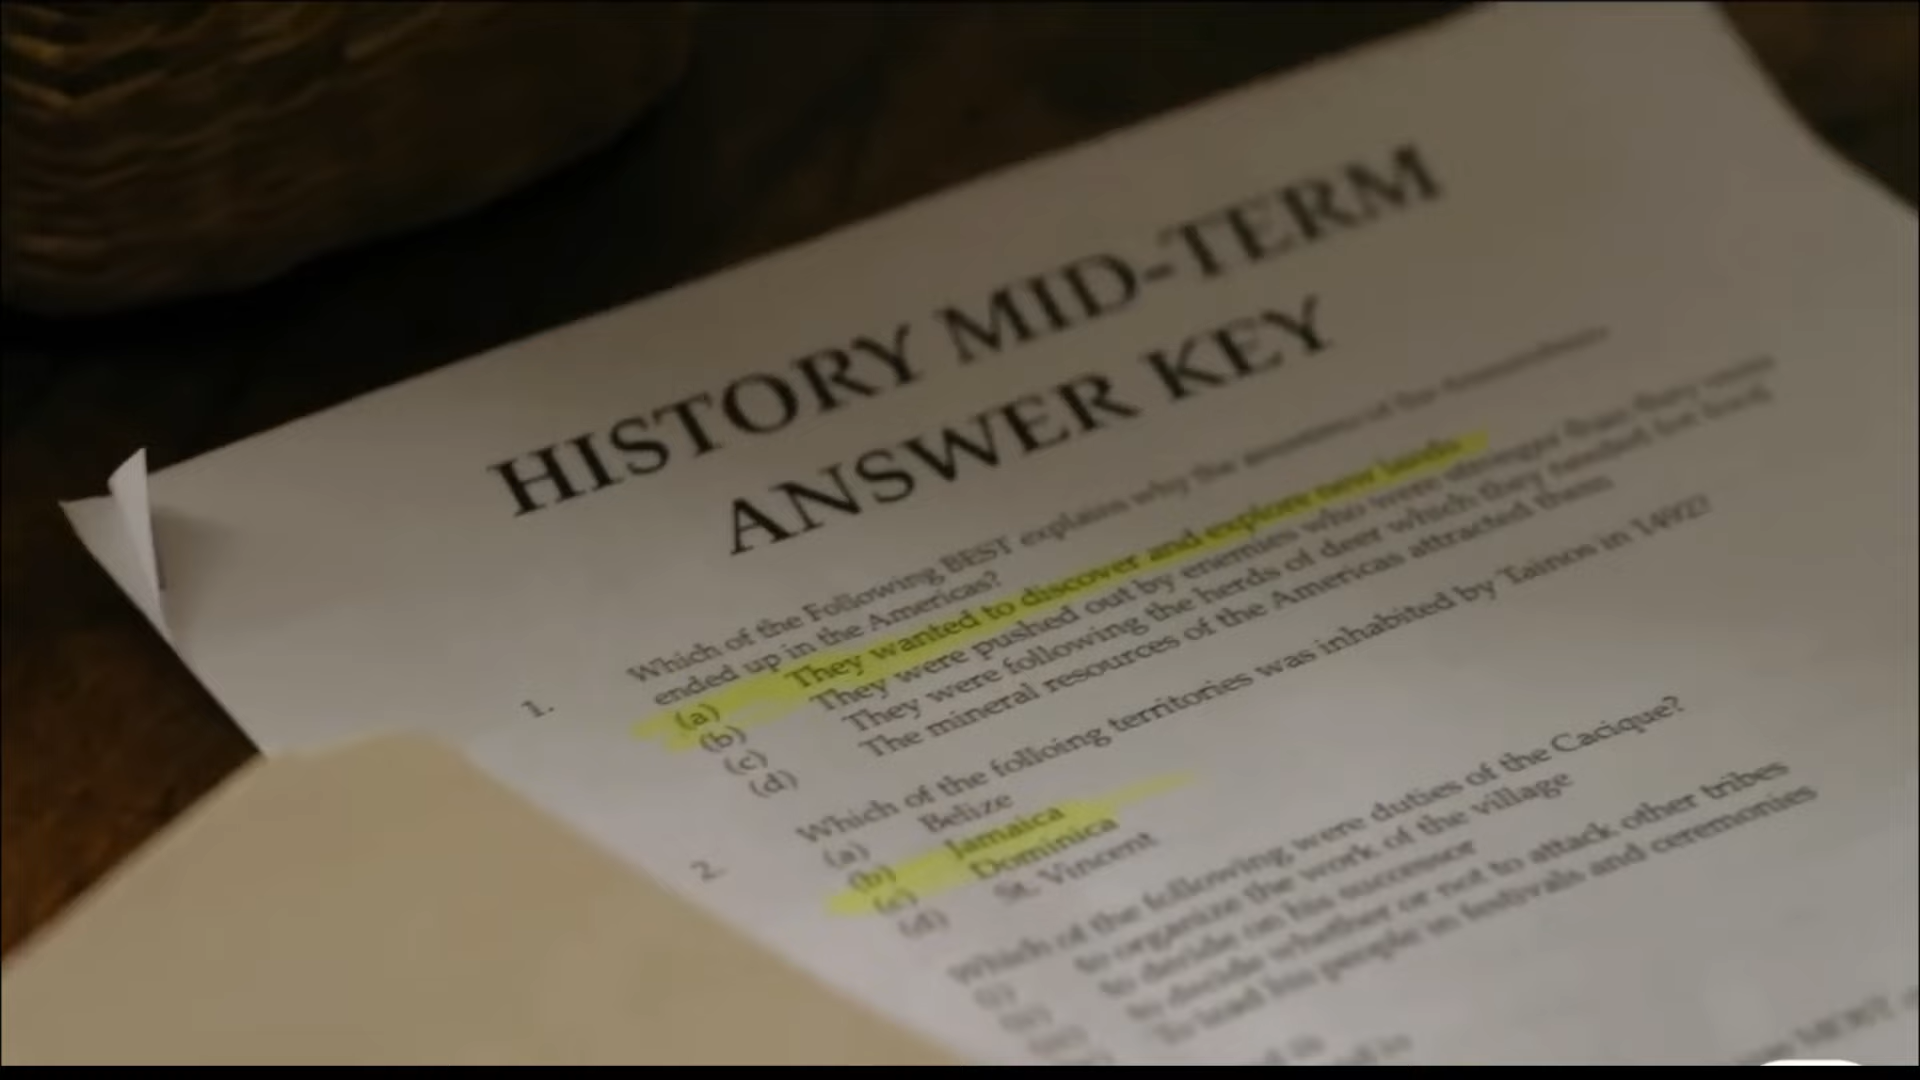 HISTORY MID-TERM
ANSWER KEY
1. Which of the Following BEST explains why the ancestors of the
ended up in the Americas?
(a) They wanted to discover and explore new lands
(b) They were pushed out by enemies who were stronger than they were
(c) They were following the herds of deer which they needed for food
(d) The mineral resources of the Americas attracted them
2. Which of the folloing territories was inhabited by Tainos in 1492?
(a) Belize
(b) Jamaica
(c) Dominica
(d) St. Vincent
Which of the following were duties of the Cacique?
to organize the work of the village
to decide on his successor
to decide whether or not to attack other tribes
To lead his people in festivals and ceremonies
MOST